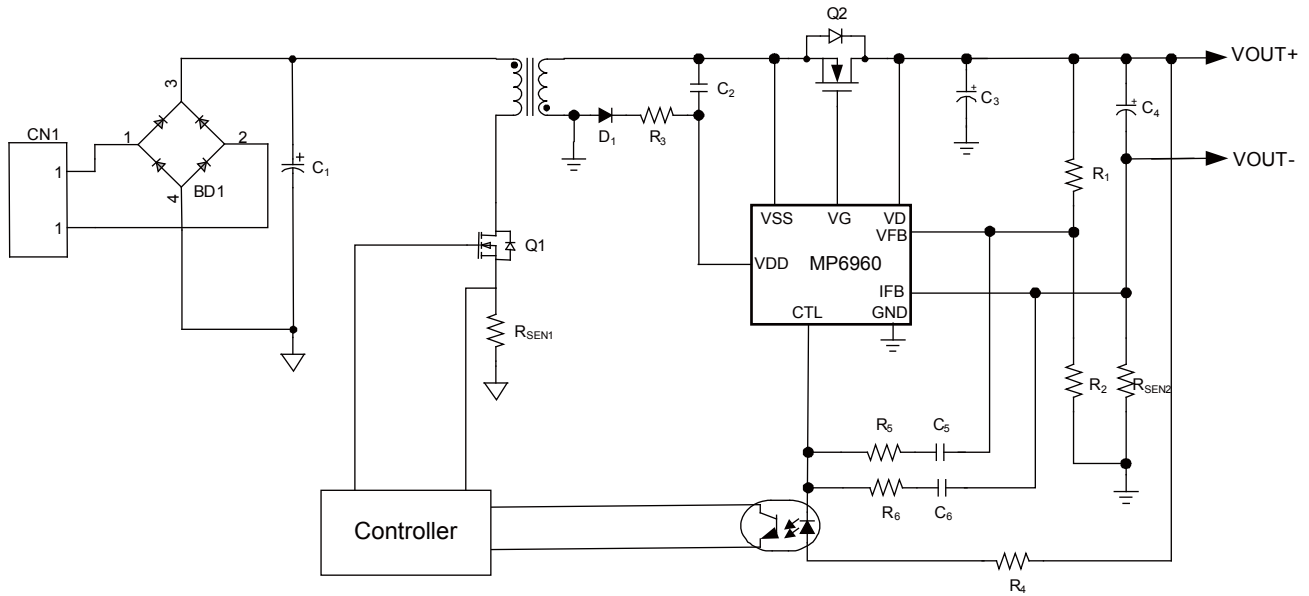 Q2
VOUT+
3
C2
C3
C4
CN1
1
2
D1
R3
VOUT-
1
C1
R1
BD1
4
1
VSS
VG
VD
VFB
Q1
VDD
MP6960
IFB
CTL
GND
RSEN1
R2
RSEN2
R5
C5
R6
C6
Controller
R4
+
+
+